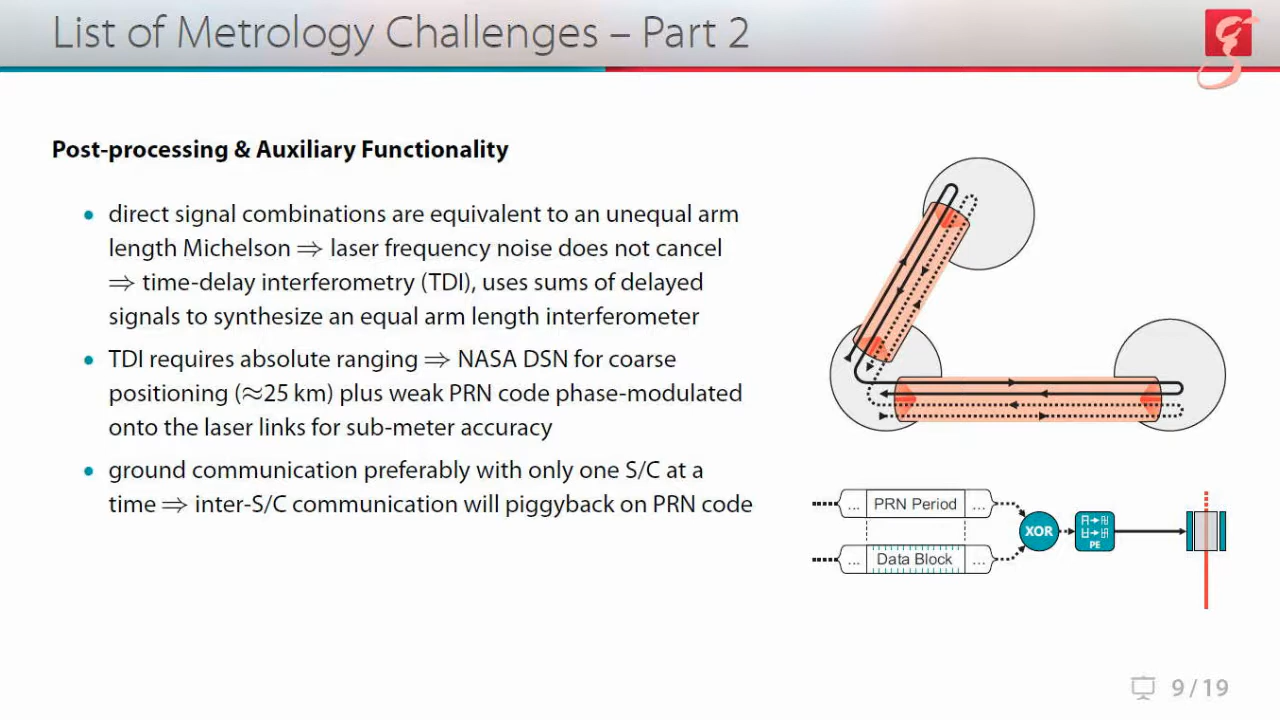 List of Metrology Challenges – Part 2
Post-processing & Auxiliary Functionality
• direct signal combinations are equivalent to an unequal arm
length Michelson ⇒ laser frequency noise does not cancel
⇒ time-delay interferometry (TDI), uses sums of delayed
signals to synthesize an equal arm length interferometer
• TDI requires absolute ranging ⇒ NASA DSN for coarse
positioning (≈25 km) plus weak PRN code phase-modulated
onto the laser links for sub-meter accuracy
• ground communication preferably with only one S/C at a
time ⇒ inter-S/C communication will piggyback on PRN code
... PRN Period ...
XOR
PE
... Data Block ...
9 / 19